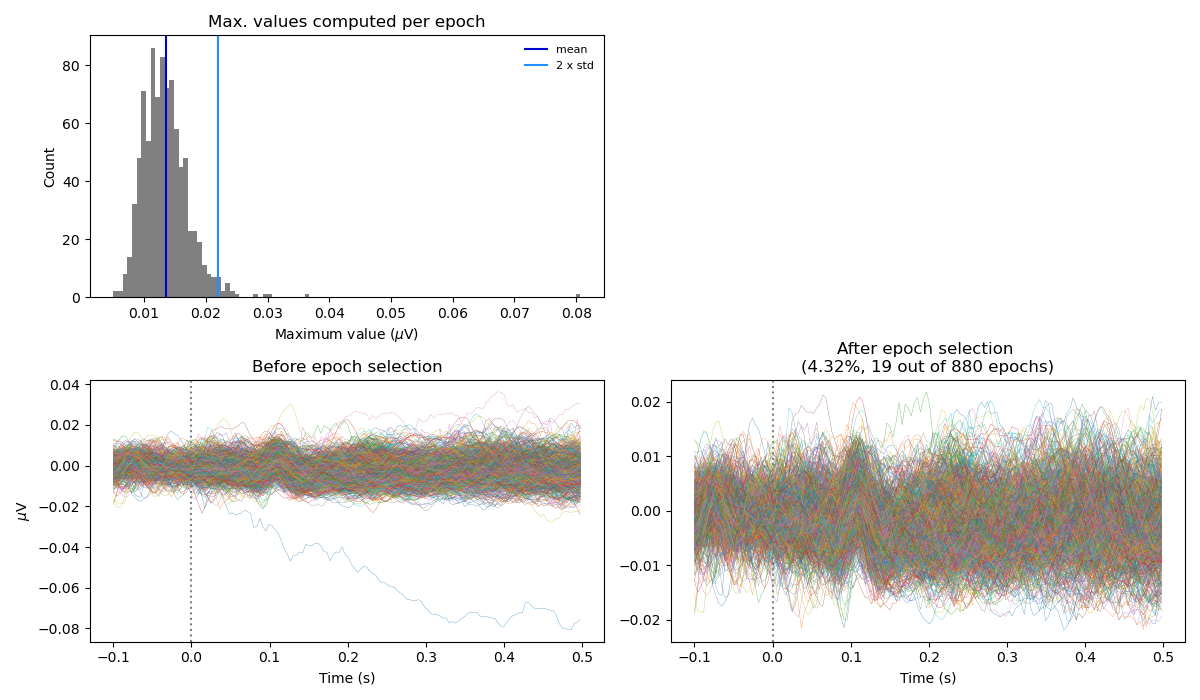 Max. values computed per epoch
mean
2 x std
80
60
40
20
0
Count
0.01 0.02 0.03 0.04 0.05 0.06 0.07 0.08
Maximum value (μV)
Before epoch selection
0.04
0.02
0.00
−0.02
−0.04
−0.06
−0.08
μV
−0.1 0.0 0.1 0.2 0.3 0.4 0.5
Time (s)
After epoch selection
(4.32%, 19 out of 880 epochs)
0.02
0.01
0.00
−0.01
−0.02
−0.1 0.0 0.1 0.2 0.3 0.4 0.5
Time (s)